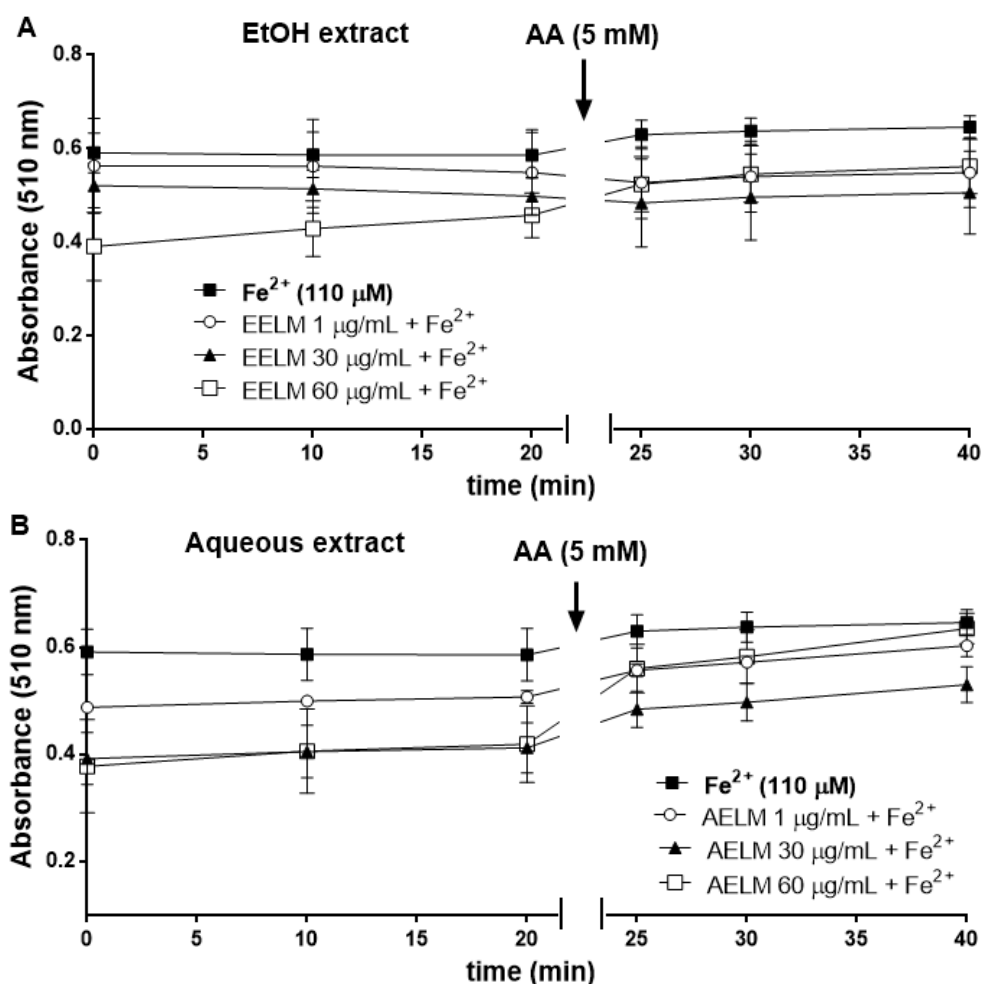 A
EtOH extract
AA (5 mM)
0.8
0.6
0.4
0.2
0.0
Absorbance (510 nm)
Fe²⁺ (110 μM)
EELM 1 μg/mL + Fe²⁺
EELM 30 μg/mL + Fe²⁺
EELM 60 μg/mL + Fe²⁺
0 5 10 15 20 25 30 35 40
time (min)
B
Aqueous extract
AA (5 mM)
0.8
0.6
0.4
0.2
Absorbance (510 nm)
Fe²⁺ (110 μM)
AELM 1 μg/mL + Fe²⁺
AELM 30 μg/mL + Fe²⁺
AELM 60 μg/mL + Fe²⁺
0 5 10 15 20 25 30 35 40
time (min)